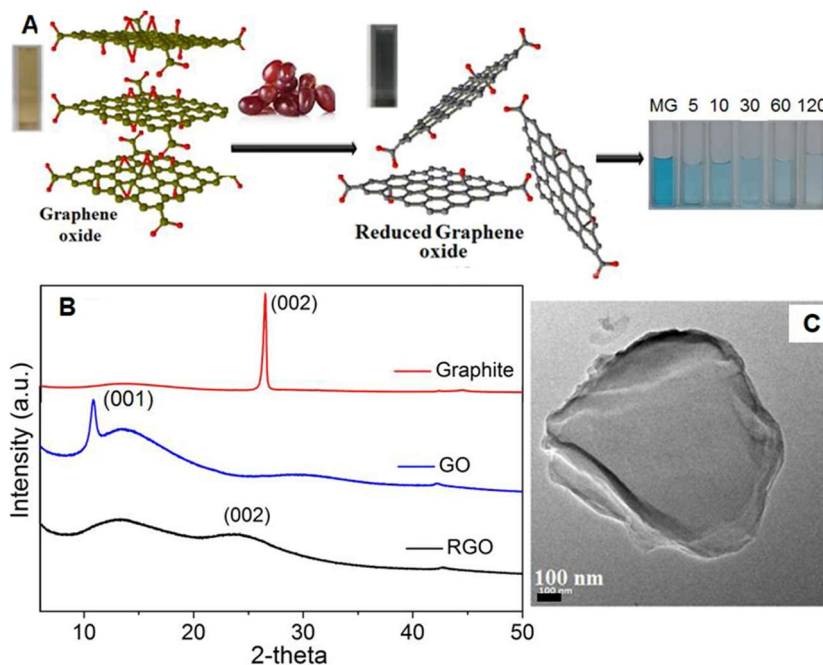 A
MG 5 10 30 60 120
Graphene
oxide
Reduced Graphene
oxide
B
(002)
Graphite
(001)
GO
(002)
RGO
Intensity (a.u.)
10 20 30 40 50
2-theta
C
100 nm
100 nm